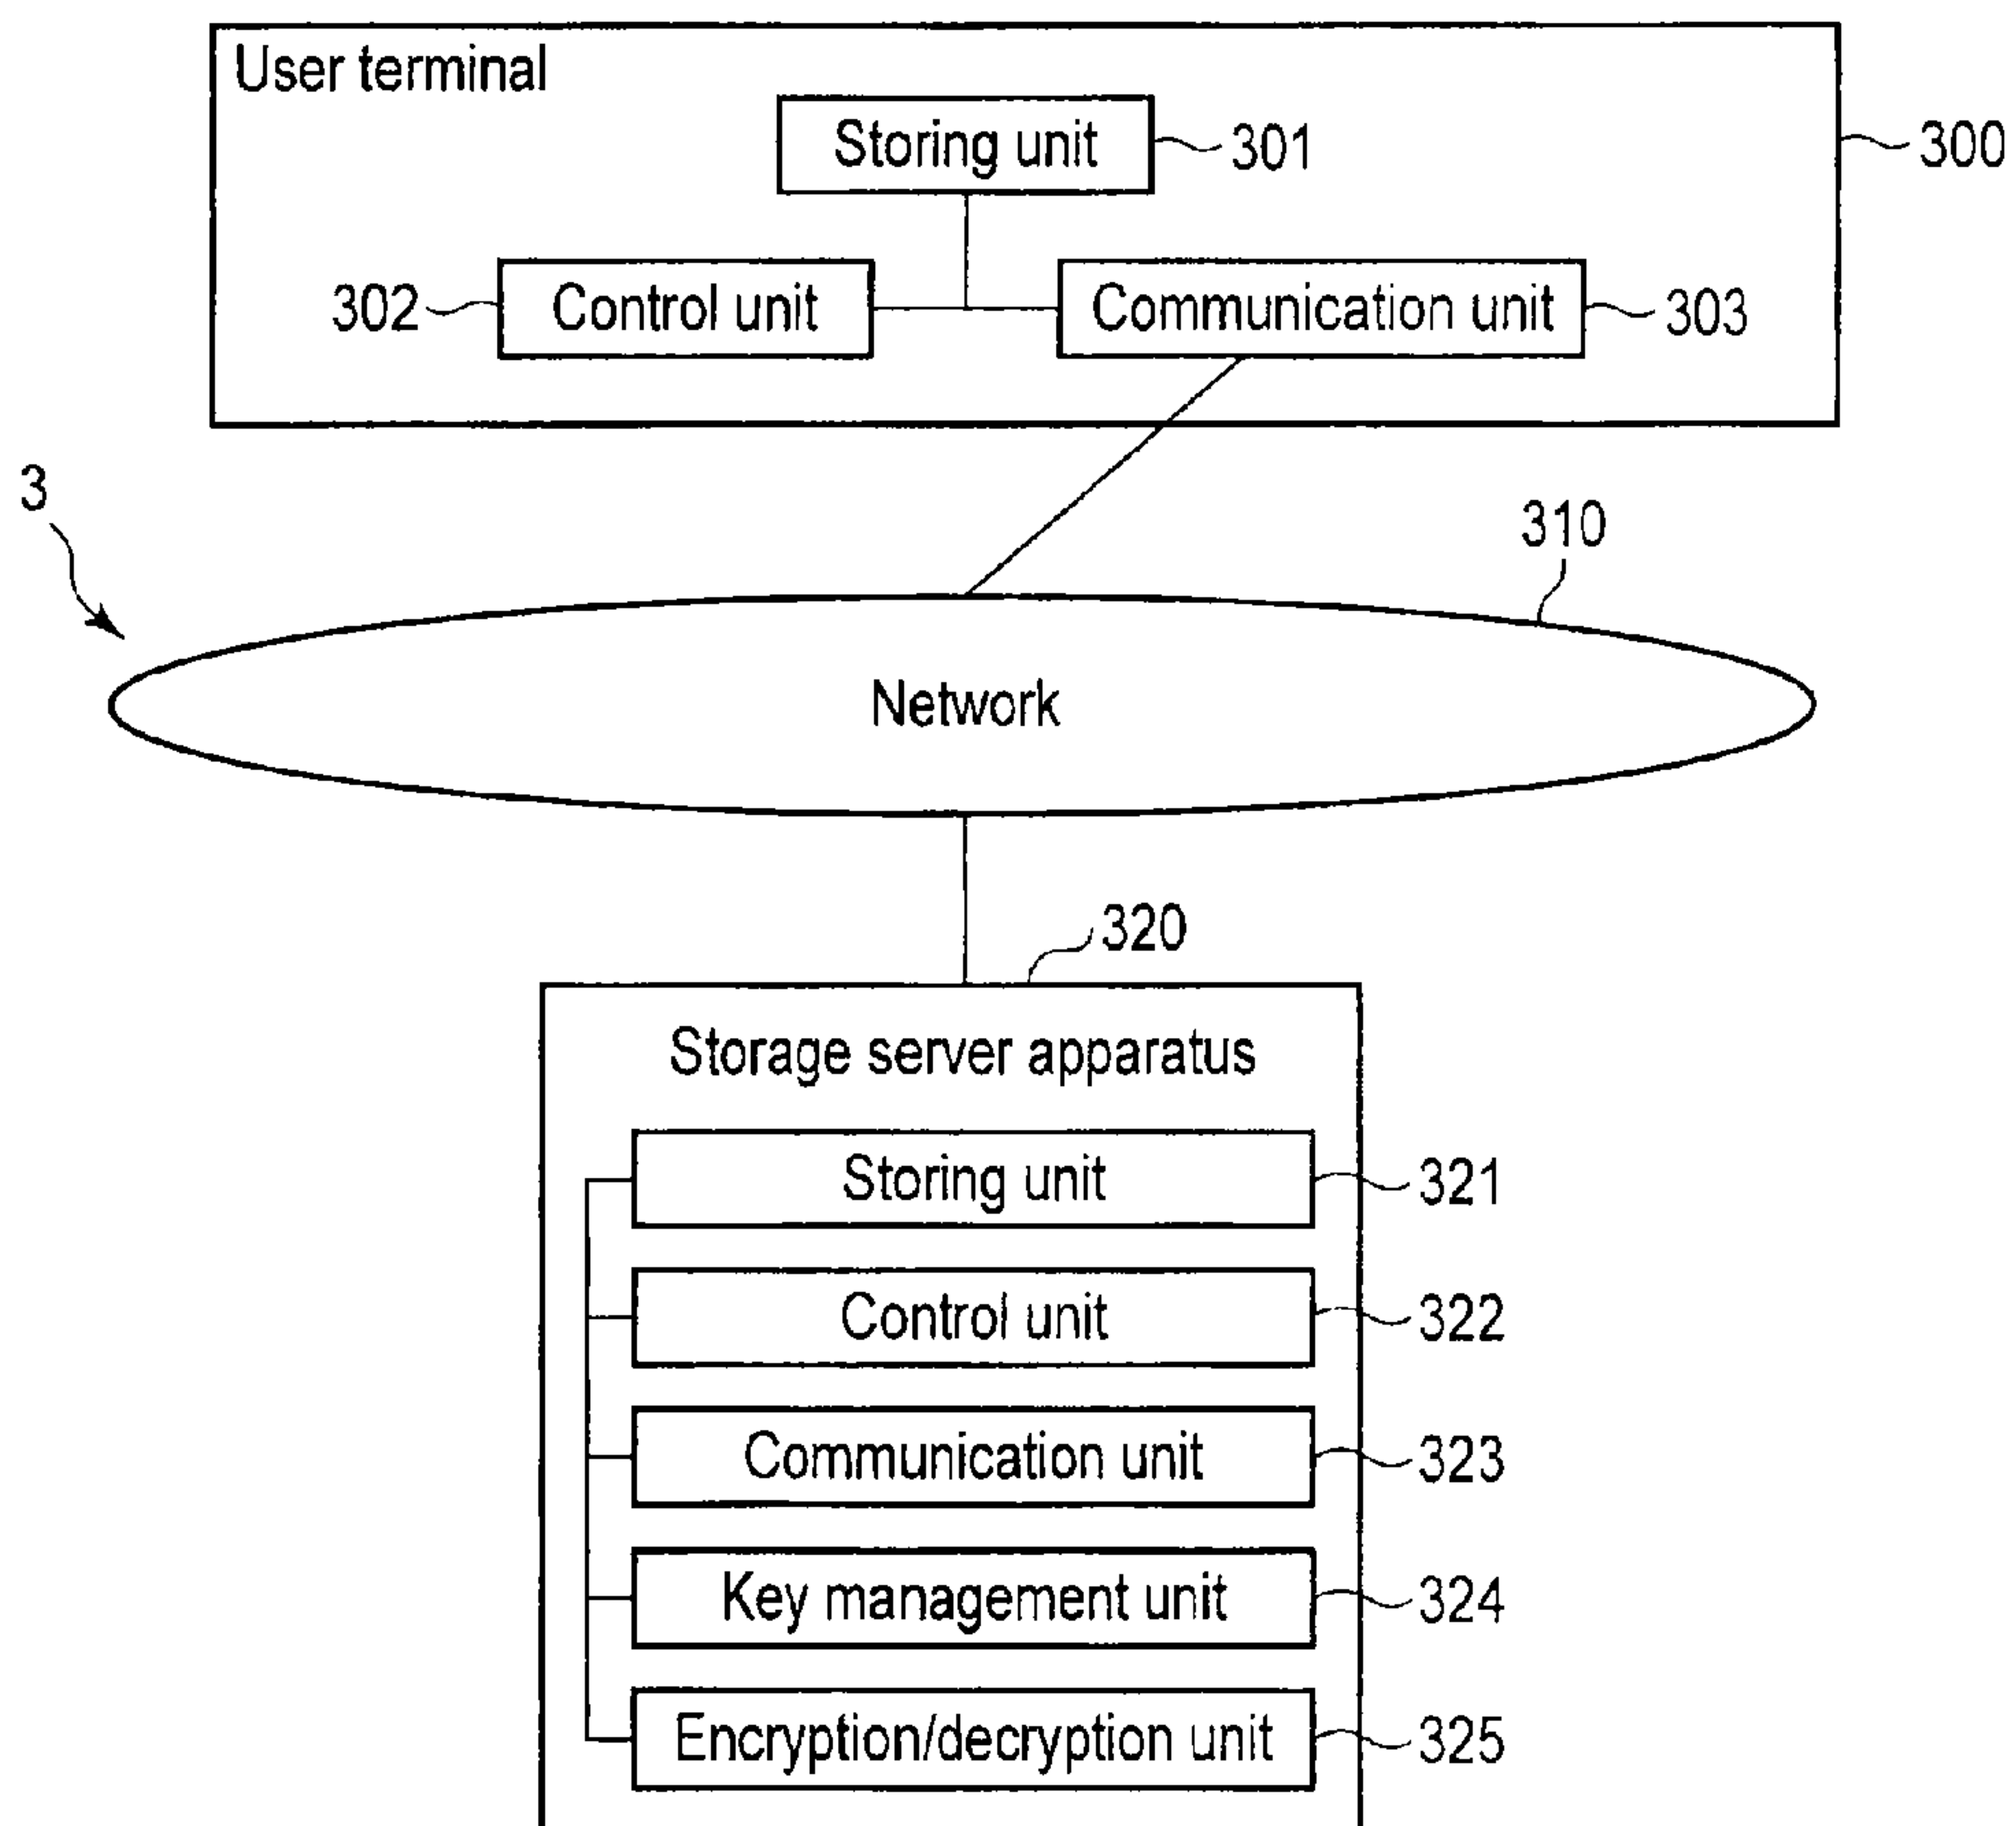 User terminal
Storing unit
301
300
302
Control unit
Communication unit
303
3
310
Network
320
Storage server apparatus
Storing unit
321
Control unit
322
Communication unit
323
Key management unit
324
Encryption/decryption unit
325